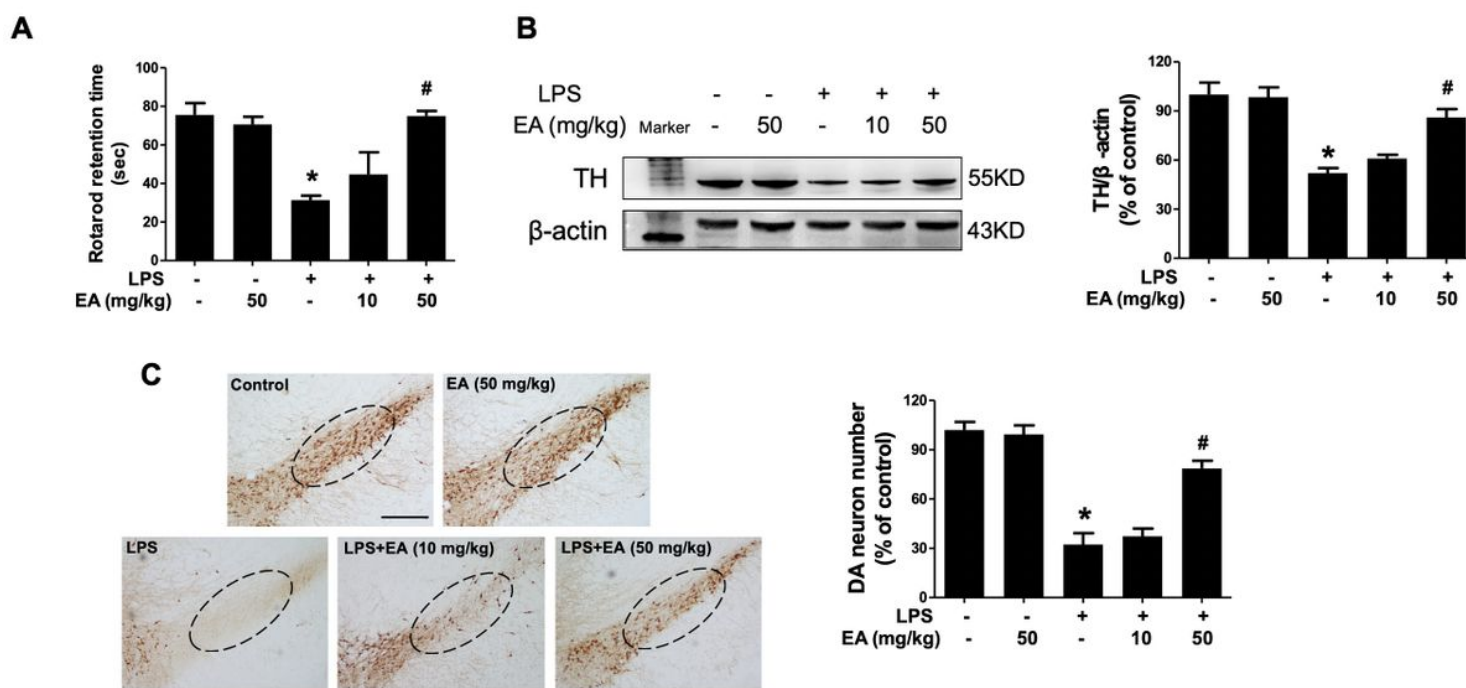 A
Rotarod retention time
(sec)
100
80
60
40
20
0
*
#
LPS - - + + +
EA (mg/kg) - 50 - 10 50
B
LPS - - + + +
EA (mg/kg) Marker - 50 - 10 50
TH 55KD
β-actin 43KD
TH/β -actin
(% of control)
120
90
60
30
0
*
#
LPS - - + + +
EA (mg/kg) - 50 - 10 50
C
Control
EA (50 mg/kg)
LPS
LPS+EA (10 mg/kg)
LPS+EA (50 mg/kg)
DA neuron number
(% of control)
120
90
60
30
0
*
#
LPS - - + + +
EA (mg/kg) - 50 - 10 50